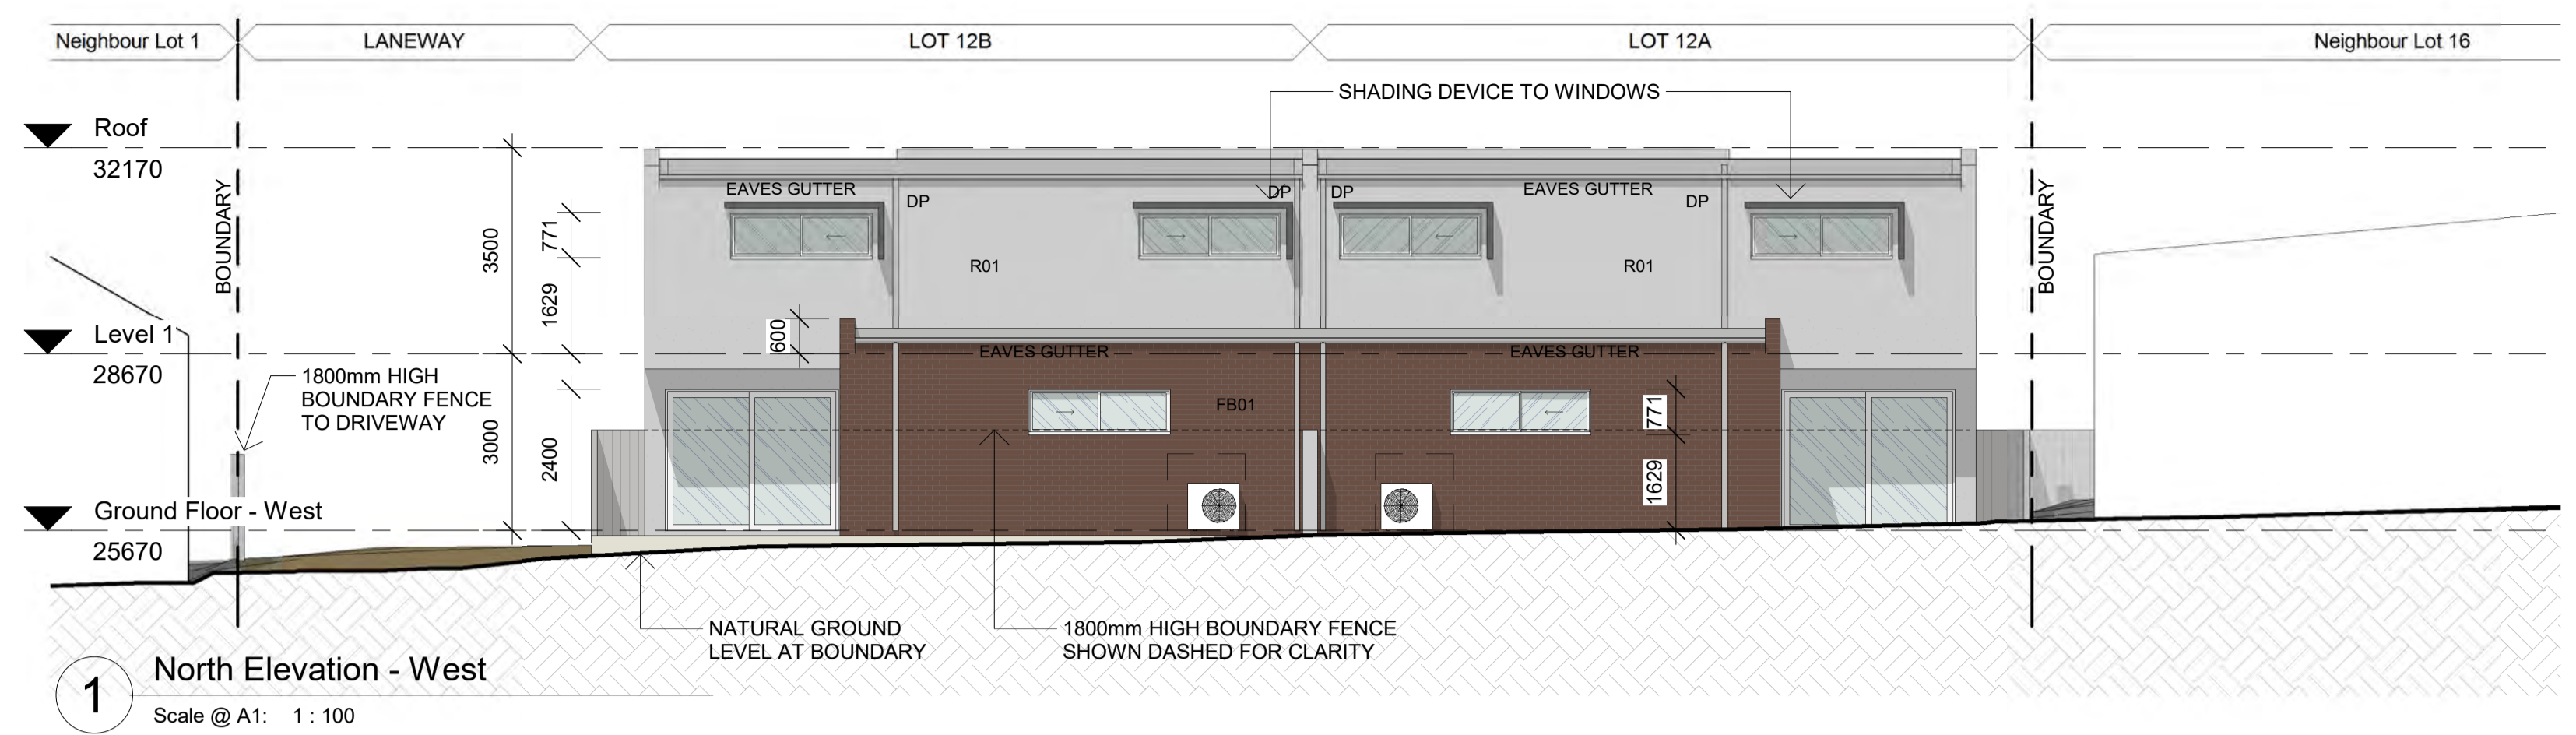 Neighbour Lot 1
LANEWAY
LOT 12B
LOT 12A
Neighbour Lot 16
SHADING DEVICE TO WINDOWS
Roof
32170
BOUNDARY
BOUNDARY
EAVES GUTTER
DP
DP
DP
EAVES GUTTER
DP
3500
771
1629
R01
R01
600
Level 1
28670
EAVES GUTTER
EAVES GUTTER
1800mm HIGH
BOUNDARY FENCE
TO DRIVEWAY
3000
2400
FB01
771
1629
Ground Floor - West
25670
NATURAL GROUND
LEVEL AT BOUNDARY
1800mm HIGH BOUNDARY FENCE
SHOWN DASHED FOR CLARITY
1
North Elevation - West
Scale @ A1: 1 : 100